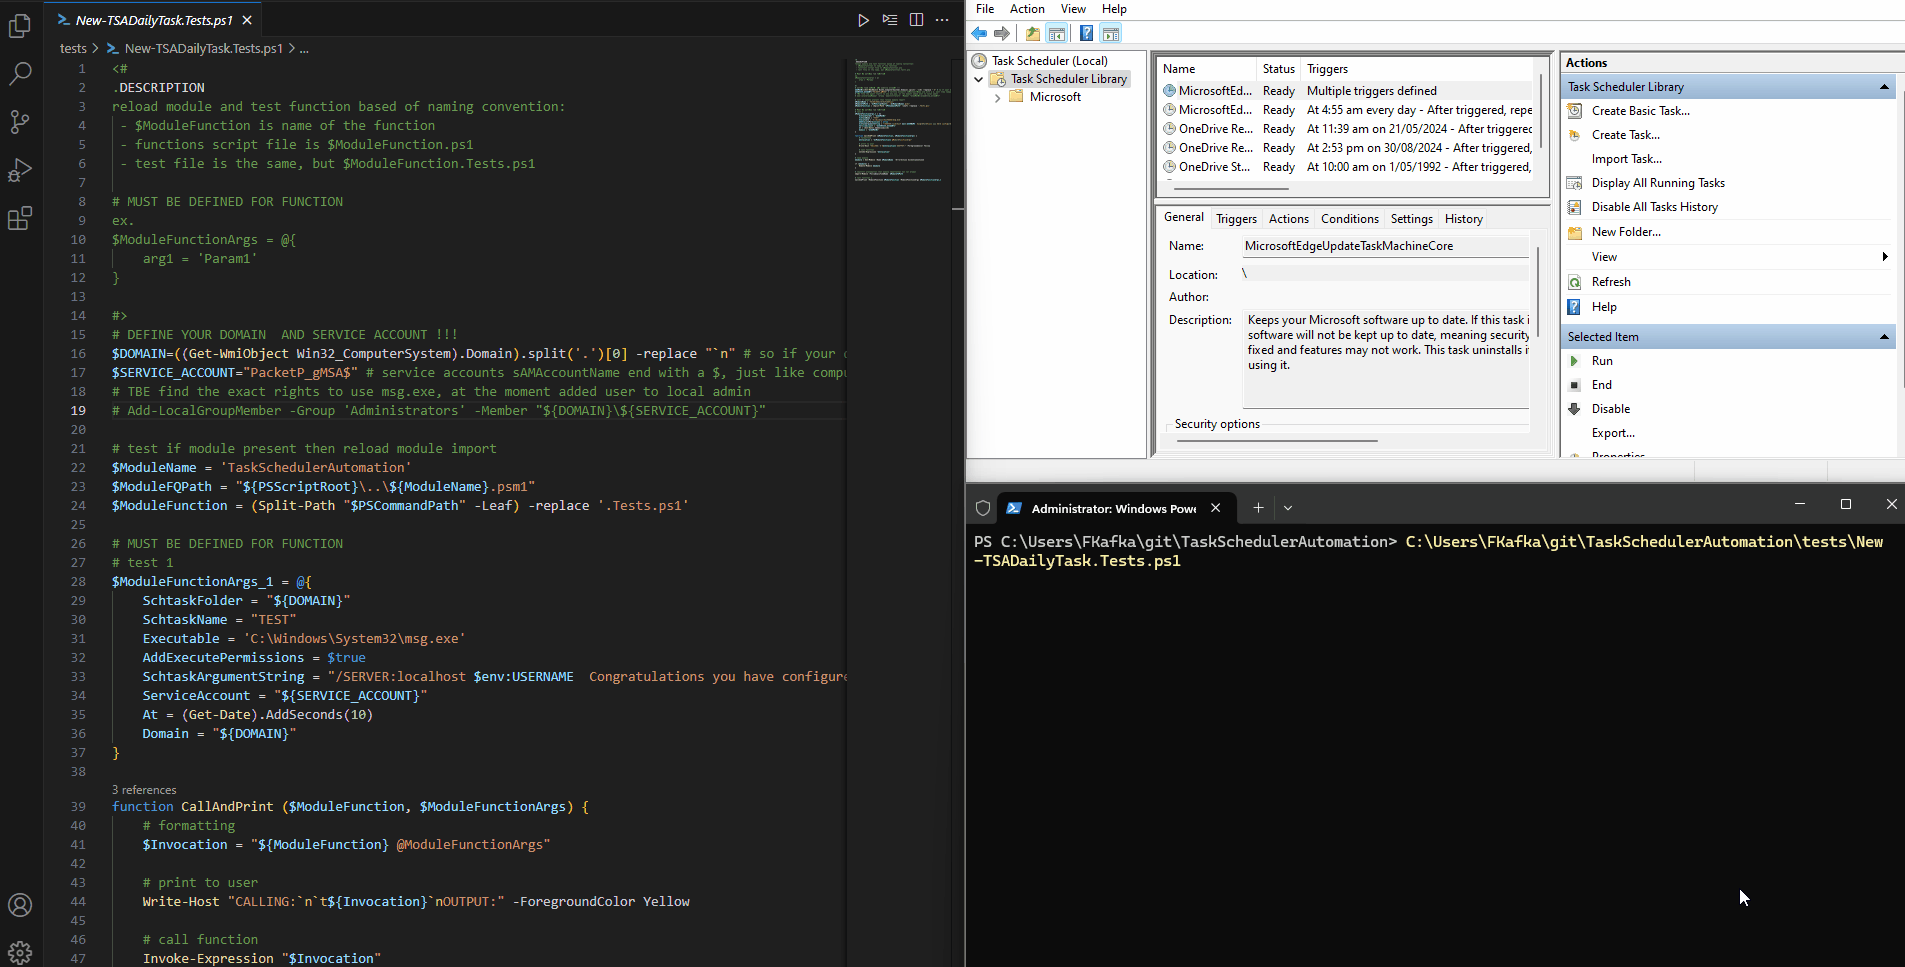 New-TSADailyTask.Tests.ps1
tests > New-TSADailyTask.Tests.ps1 > ...
1 <#
2 .DESCRIPTION
3 reload module and test function based of naming convention:
4 - $ModuleFunction is name of the function
5 - functions script file is $ModuleFunction.ps1
6 - test file is the same, but $ModuleFunction.Tests.ps1
7
8 # MUST BE DEFINED FOR FUNCTION
9 ex.
10 $ModuleFunctionArgs = @{
11 arg1 = 'Param1'
12 }
13
14 #>
15 # DEFINE YOUR DOMAIN  AND SERVICE ACCOUNT !!!
16 $DOMAIN=((Get-WmiObject Win32_ComputerSystem).Domain).split('.')[0] -replace "`n" # so if your
17 $SERVICE_ACCOUNT="PacketP_gMSA$" # service accounts sAMAccountName end with a $, just like compu
18 # TBE find the exact rights to use msg.exe, at the moment added user to local admin
19 # Add-LocalGroupMember -Group 'Administrators' -Member "${DOMAIN}\${SERVICE_ACCOUNT}"
20
21 # test if module present then reload module import
22 $ModuleName = 'TaskSchedulerAutomation'
23 $ModuleFQPath = "${PSScriptRoot}\..\${ModuleName}.psm1"
24 $ModuleFunction = (Split-Path "$PSCommandPath" -Leaf) -replace '.Tests.ps1'
25
26 # MUST BE DEFINED FOR FUNCTION
27 # test 1
28 $ModuleFunctionArgs_1 = @{
29 SchtaskFolder = "${DOMAIN}"
30 SchtaskName = "TEST"
31 Executable = 'C:\Windows\System32\msg.exe'
32 AddExecutePermissions = $true
33 SchtaskArgumentString = "/SERVER:localhost $env:USERNAME  Congratulations you have configure
34 ServiceAccount = "${SERVICE_ACCOUNT}"
35 At = (Get-Date).AddSeconds(10)
36 Domain = "${DOMAIN}"
37 }
38
3 references
39 function CallAndPrint ($ModuleFunction, $ModuleFunctionArgs) {
40 # formatting
41 $Invocation = "${ModuleFunction} @ModuleFunctionArgs"
42
43 # print to user
44 Write-Host "CALLING:`n`t${Invocation}`nOUTPUT:" -ForegroundColor Yellow
45
46 # call function
47 Invoke-Expression "$Invocation"
File Action View Help
Task Scheduler (Local)
Task Scheduler Library
Microsoft
Name Status Triggers
MicrosoftEd... Ready Multiple triggers defined
MicrosoftEd... Ready At 4:55 am every day - After triggered, repe
OneDrive Re... Ready At 11:39 am on 21/05/2024 - After triggered
OneDrive Re... Ready At 2:53 pm on 30/08/2024 - After triggered,
OneDrive St... Ready At 10:00 am on 1/05/1992 - After triggered,
General Triggers Actions Conditions Settings History
Name: MicrosoftEdgeUpdateTaskMachineCore
Location: \
Author:
Description: Keeps your Microsoft software up to date. If this task i
software will not be kept up to date, meaning security
fixed and features may not work. This task uninstalls i
using it.
Security options
Actions
Task Scheduler Library
Create Basic Task...
Create Task...
Import Task...
Display All Running Tasks
Disable All Tasks History
New Folder...
View
Refresh
Help
Selected Item
Run
End
Disable
Export...
Properties
Administrator: Windows Powe
PS C:\Users\FKafka\git\TaskSchedulerAutomation> C:\Users\FKafka\git\TaskSchedulerAutomation\tests\New
-TSADailyTask.Tests.ps1